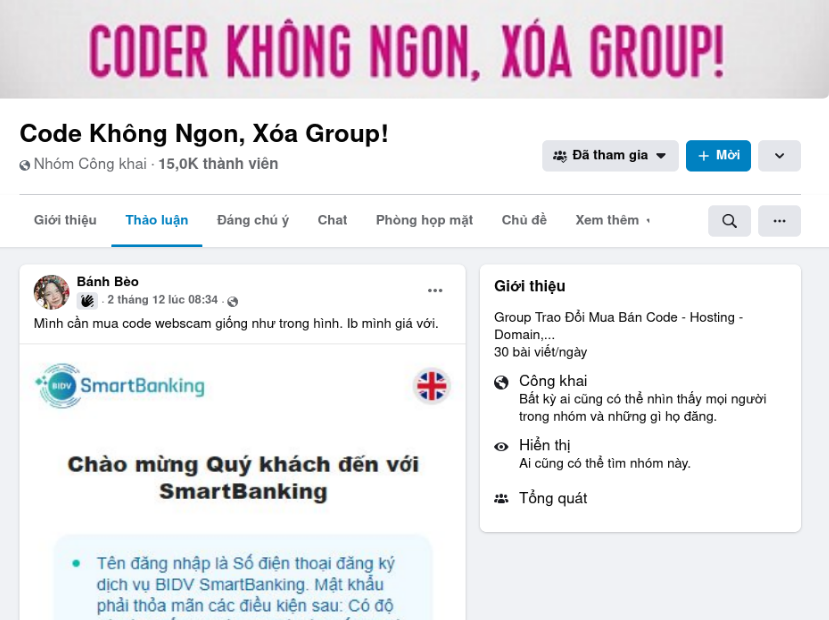 CODER KHÔNG NGON, XÓA GROUP!
Code Không Ngon, Xóa Group!
Nhóm Công khai · 15,0K thành viên
Đã tham gia
+ Mời
Giới thiệu
Thảo luận
Đáng chú ý
Chat
Phòng họp mặt
Chủ đề
Xem thêm
Bánh Bèo
· 2 tháng 12 lúc 08:34 ·
Mình cần mua code webscam giống như trong hình. Ib mình giá với.
BIDV SmartBanking
Chào mừng Quý khách đến với
SmartBanking
Tên đăng nhập là Số điện thoại đăng ký
dịch vụ BIDV SmartBanking. Mật khẩu
phải thỏa mãn các điều kiện sau: Có độ
Giới thiệu
Group Trao Đổi Mua Bán Code - Hosting -
Domain,...
30 bài viết/ngày
Công khai
Bất kỳ ai cũng có thể nhìn thấy mọi người
trong nhóm và những gì họ đăng.
Hiển thị
Ai cũng có thể tìm nhóm này.
Tổng quát